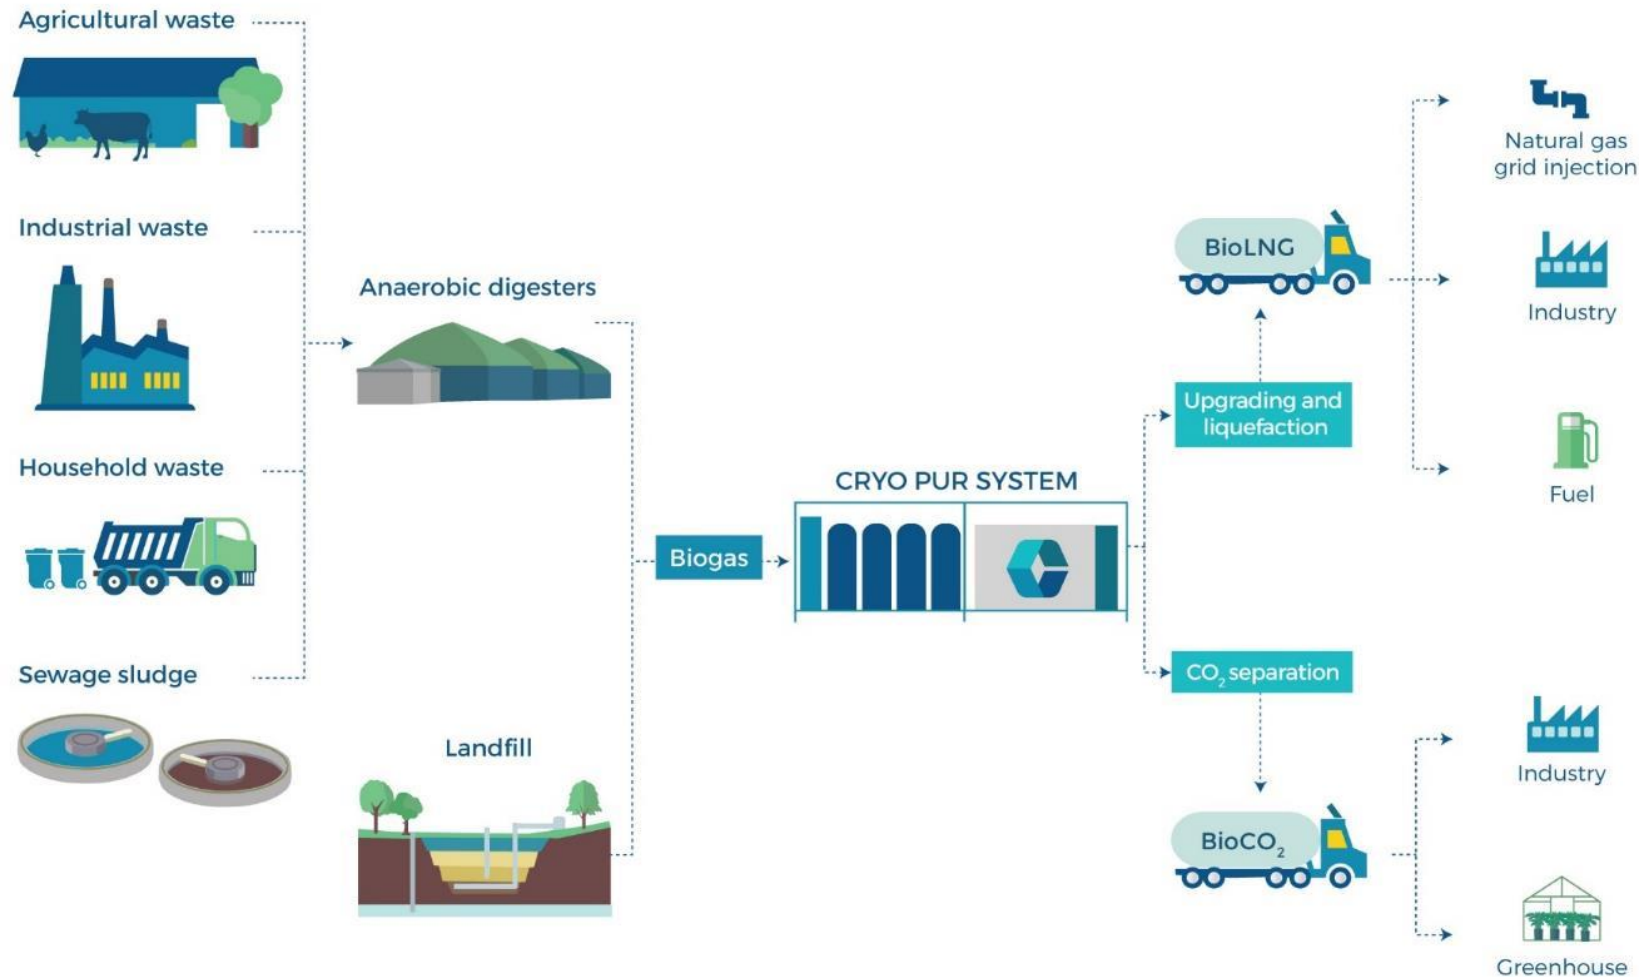 Agricultural waste
Industrial waste
Household waste
Sewage sludge
Anaerobic digesters
Landfill
Biogas
CRYO PUR SYSTEM
Upgrading and
liquefaction
CO₂ separation
BioLNG
BioCO₂
Natural gas
grid injection
Industry
Fuel
Industry
Greenhouse